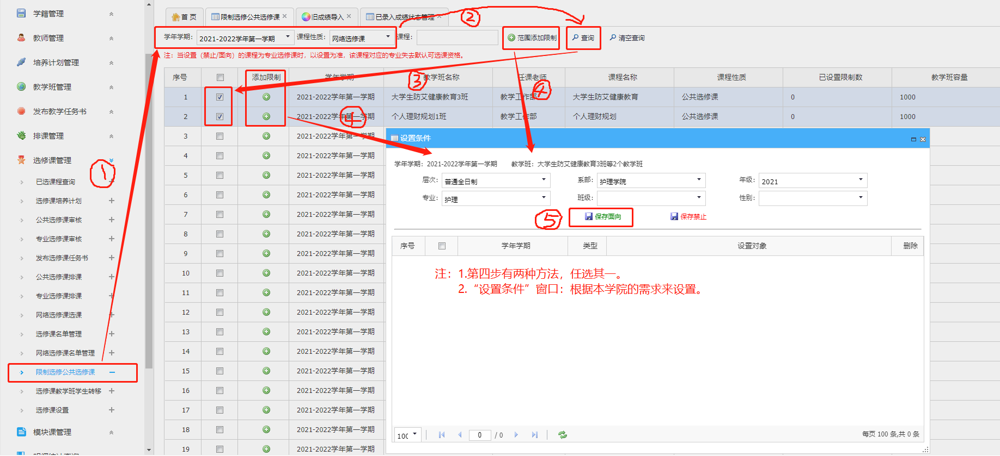 学籍管理
教师管理
培养计划管理
教学班管理
发布教学任务书
排课管理
选修课管理
已选课程查询
选修课培养计划
公共选修课审核
专业选修课审核
发布选修课任务书
公共选修课排课
专业选修课排课
网络选修课选课
选修课名单管理
网络选修课名单管理
限制选修公共选修课
选修课教学班学生转移
选修课设置
模块课管理
①
首 页 限制选修公共选修课 旧成绩导入 已录入成绩状态管理
②
学年学期： 2021-2022学年第一学期 课程性质： 网络选修课 课程： 范围添加限制 查询 清空查询
注：当设置（禁止/面向）的课程为专业选修课时，以设置为准，该课程对应的专业失去默认可选课资格。
序号 添加限制 学年学期 教学班名称 任课老师 课程名称 课程性质 已设置限制数 教学班容量
③ ④
1 2021-2022学年第一学期 大学生防艾健康教育3班 教学工作部 大学生防艾健康教育 公共选修课 0 1000
2 2021-2022学年第一学期 个人理财规划1班 教学工作部 个人理财规划 公共选修课 0 1000
3 2021-2022学年第一学期
4 2021-2022学年第一学期
5 2021-2022学年第一学期
6 2021-2022学年第一学期
7 2021-2022学年第一学期
8 2021-2022学年第一学期
9 2021-2022学年第一学期
10 2021-2022学年第一学期
11 2021-2022学年第一学期
12 2021-2022学年第一学期
13 2021-2022学年第一学期
14 2021-2022学年第一学期
15 2021-2022学年第一学期
16 2021-2022学年第一学期
17 2021-2022学年第一学期
18 2021-2022学年第一学期
19 2021-2022学年第一学期
④
设置条件
学年学期：2021-2022学年第一学期 教学班：大学生防艾健康教育3班等2个教学班
层次： 普通全日制 系部： 护理学院 年级： 2021
专业： 护理 班级： 性别：
⑤ 保存面向 保存禁止
序号 学年学期 类型 设置对象 删除
注：1.第四步有两种方法，任选其一。
2.“设置条件”窗口：根据本学院的需求来设置。
100 0 / 0 每页 100 条,共 0 条